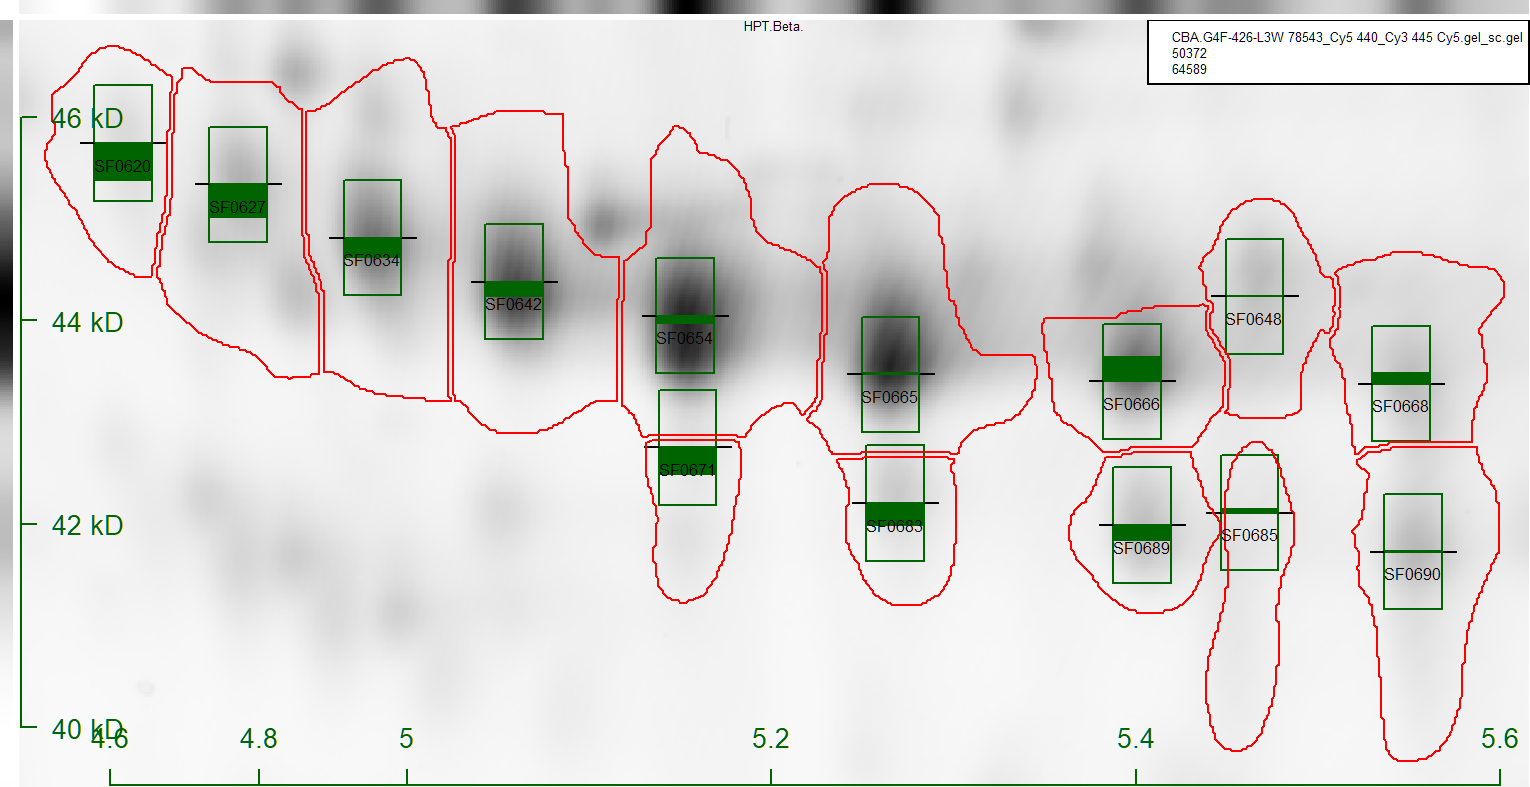 HPT.Beta.
CBA.G4F-426-L3W 78543_Cy5 440_Cy3 445 Cy5.gel_sc.gel
50372
64589
46 kD
SF0620
SF0627
SF0634
SF0642
SF0648
44 kD
SF0654
SF0665
SF0666
SF0668
SF0671
42 kD
SF0683
SF0685
SF0689
SF0690
40 kD
4.6 4.8 5 5.2 5.4 5.6